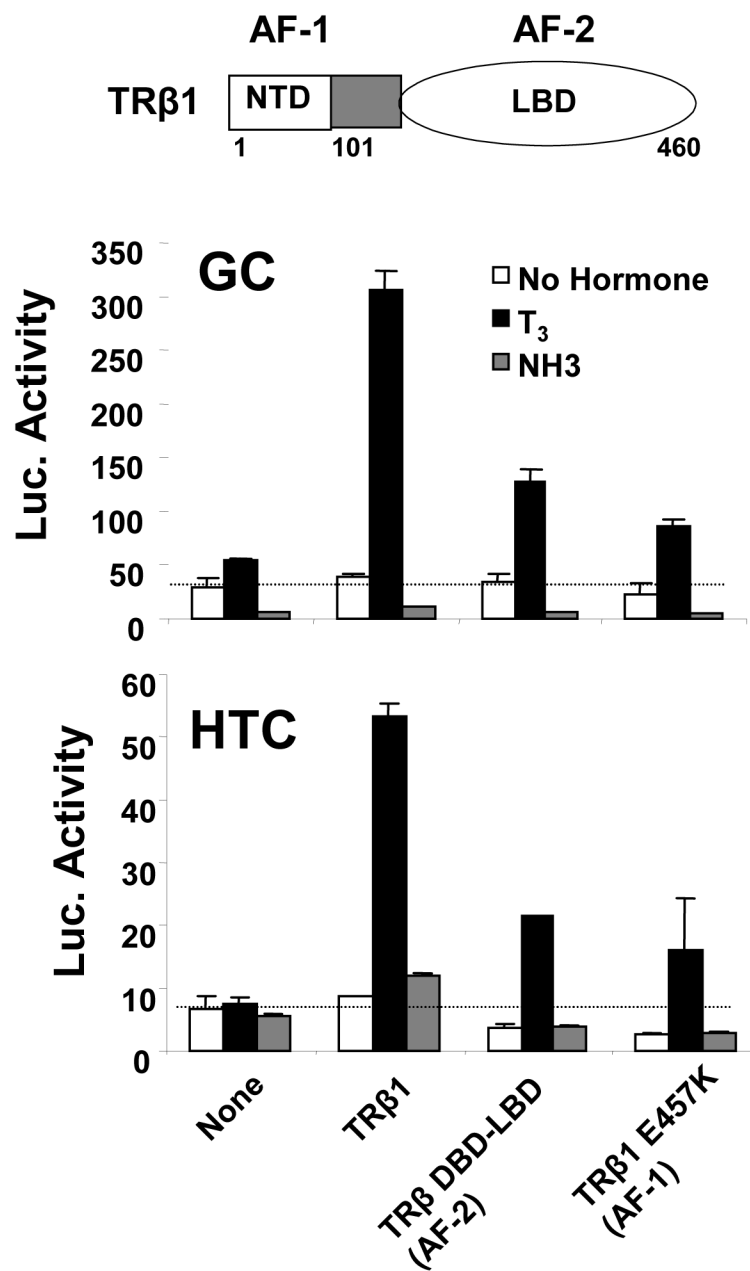 AF-1 AF-2
TRβ1 NTD LBD
1 101 460
350
300
250
200
150
100
50
0
Luc. Activity
GC
No Hormone
T3
NH3
60
50
40
30
20
10
0
Luc. Activity
HTC
None
TRβ1
TRβ DBD-LBD
(AF-2)
TRβ1 E457K
(AF-1)